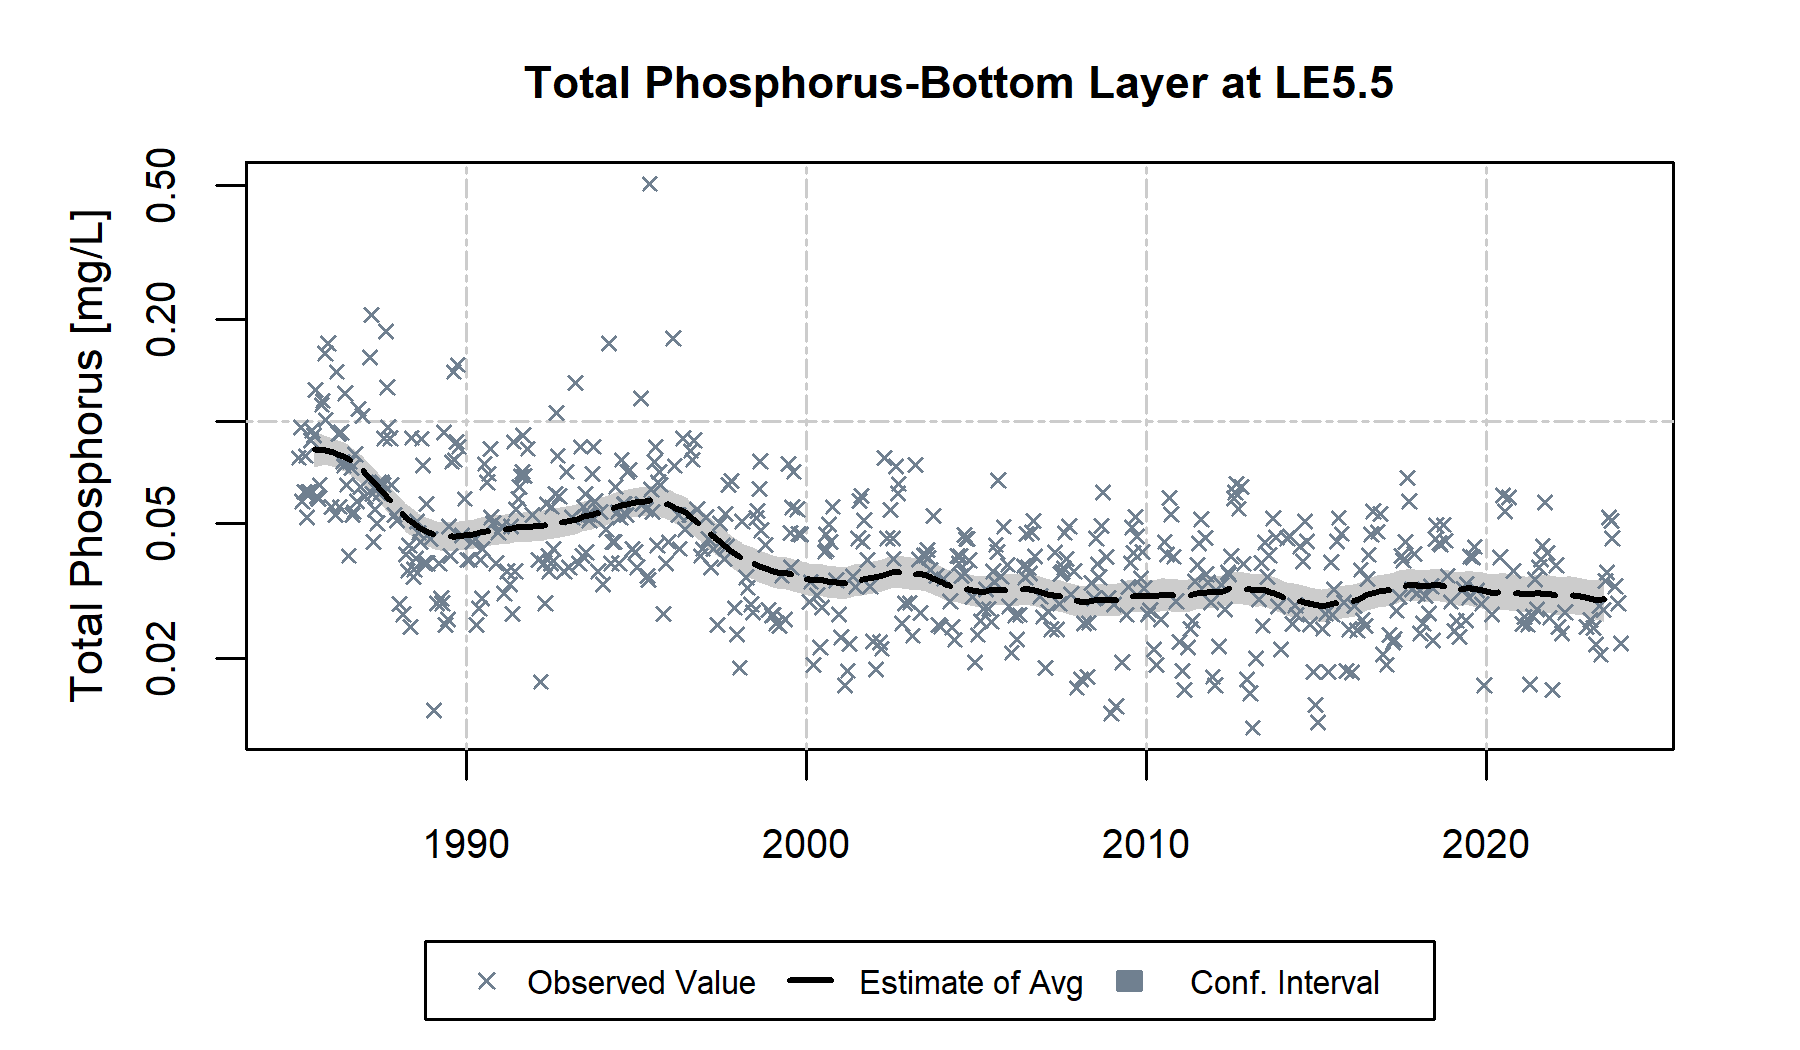 Total Phosphorus-Bottom Layer at LE5.5
Total Phosphorus [mg/L]
0.50
0.20
0.05
0.02
1990
2000
2010
2020
Observed Value
Estimate of Avg
Conf. Interval